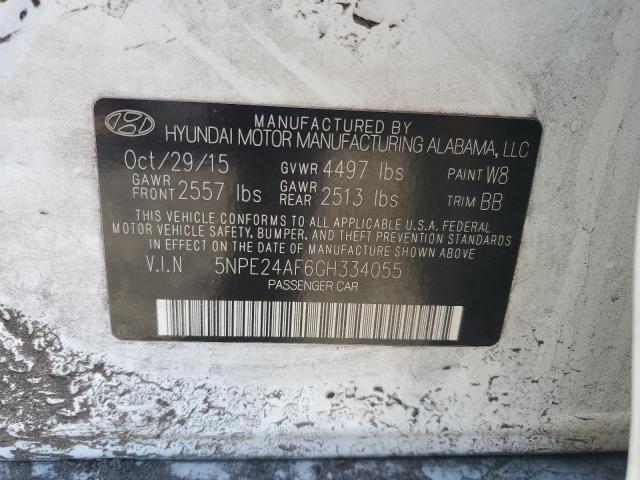 MANUFACTURED BY
HYUNDAI MOTOR MANUFACTURING ALABAMA, LLC
Oct/29/15 GVWR 4497 lbs PAINT W8
GAWR FRONT 2557 lbs GAWR REAR 2513 lbs TRIM BB
THIS VEHICLE CONFORMS TO ALL APPLICABLE U.S.A. FEDERAL
MOTOR VEHICLE SAFETY, BUMPER, AND THEFT PREVENTION STANDARDS
IN EFFECT ON THE DATE OF MANUFACTURE SHOWN ABOVE
V.I.N 5NPE24AF6GH334055
PASSENGER CAR